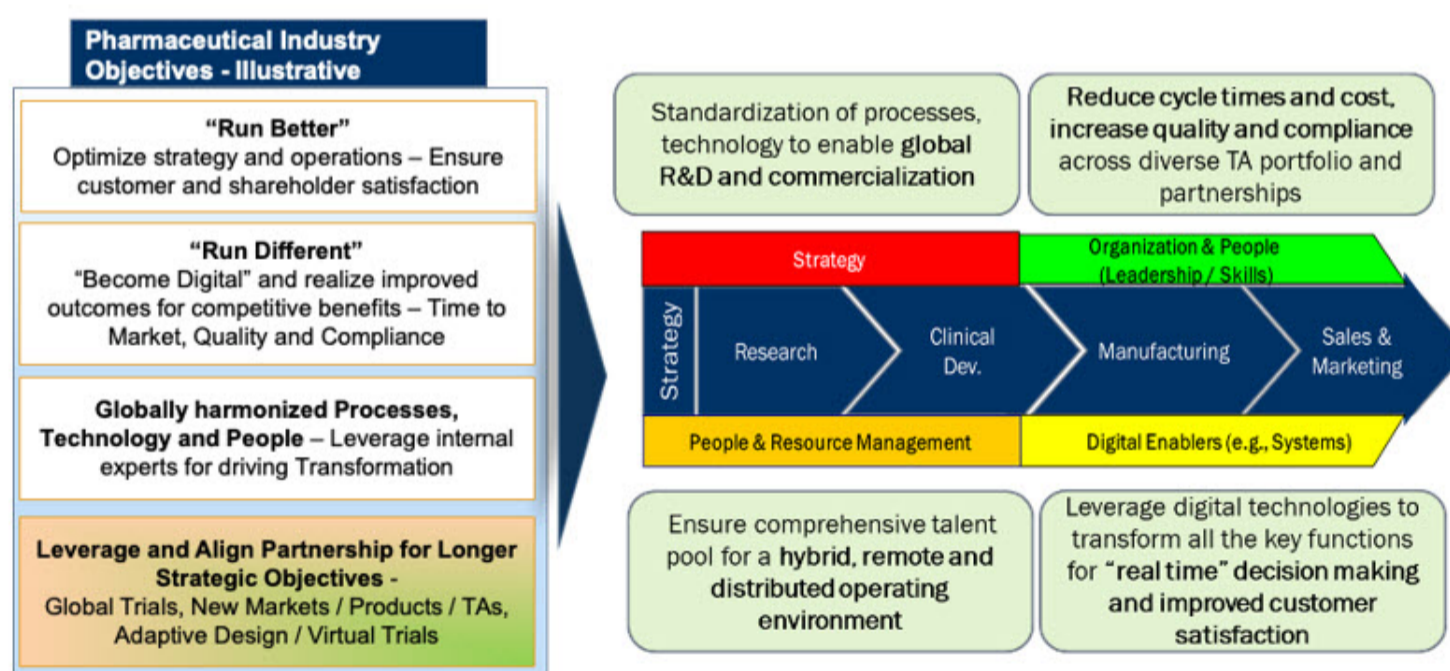 Pharmaceutical Industry
Objectives - Illustrative
“Run Better”
Optimize strategy and operations – Ensure
customer and shareholder satisfaction
“Run Different”
“Become Digital” and realize improved
outcomes for competitive benefits – Time to
Market, Quality and Compliance
Globally harmonized Processes,
Technology and People – Leverage internal
experts for driving Transformation
Leverage and Align Partnership for Longer
Strategic Objectives -
Global Trials, New Markets / Products / TAs,
Adaptive Design / Virtual Trials
Standardization of processes,
technology to enable global
R&D and commercialization
Reduce cycle times and cost,
increase quality and compliance
across diverse TA portfolio and
partnerships
Strategy
Organization & People
(Leadership / Skills)
Strategy
Research
Clinical
Dev.
Manufacturing
Sales &
Marketing
People & Resource Management
Digital Enablers (e.g., Systems)
Ensure comprehensive talent
pool for a hybrid, remote and
distributed operating
environment
Leverage digital technologies to
transform all the key functions
for “real time” decision making
and improved customer
satisfaction